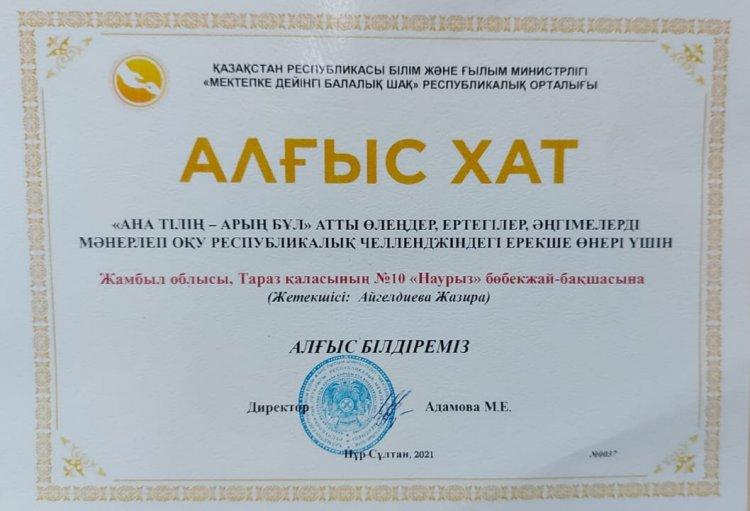 ҚАЗАҚСТАН РЕСПУБЛИКАСЫ БІЛІМ ЖӘНЕ ҒЫЛЫМ МИНИСТРЛІГІ
«МЕКТЕПКЕ ДЕЙІНГІ БАЛАЛЫҚ ШАҚ» РЕСПУБЛИКАЛЫҚ ОРТАЛЫҒЫ
АЛҒЫС ХАТ
«АНА ТІЛІҢ – АРЫҢ БҰЛ» АТТЫ ӨЛЕҢДЕР, ЕРТЕГІЛЕР, ӘҢГІМЕЛЕРДІ
МӘНЕРЛЕП ОҚУ РЕСПУБЛИКАЛЫҚ ЧЕЛЛЕНДЖІНДЕГІ ЕРЕКШЕ ӨНЕРІ ҮШІН
Жамбыл облысы, Тараз қаласының №10 «Наурыз» бөбекжай-бақшасына
(Жетекшісі: Айгелдиева Жазира)
АЛҒЫС БІЛДІРЕМІЗ
Директор Адамова М.Е.
Нұр-Сұлтан, 2021
№0037